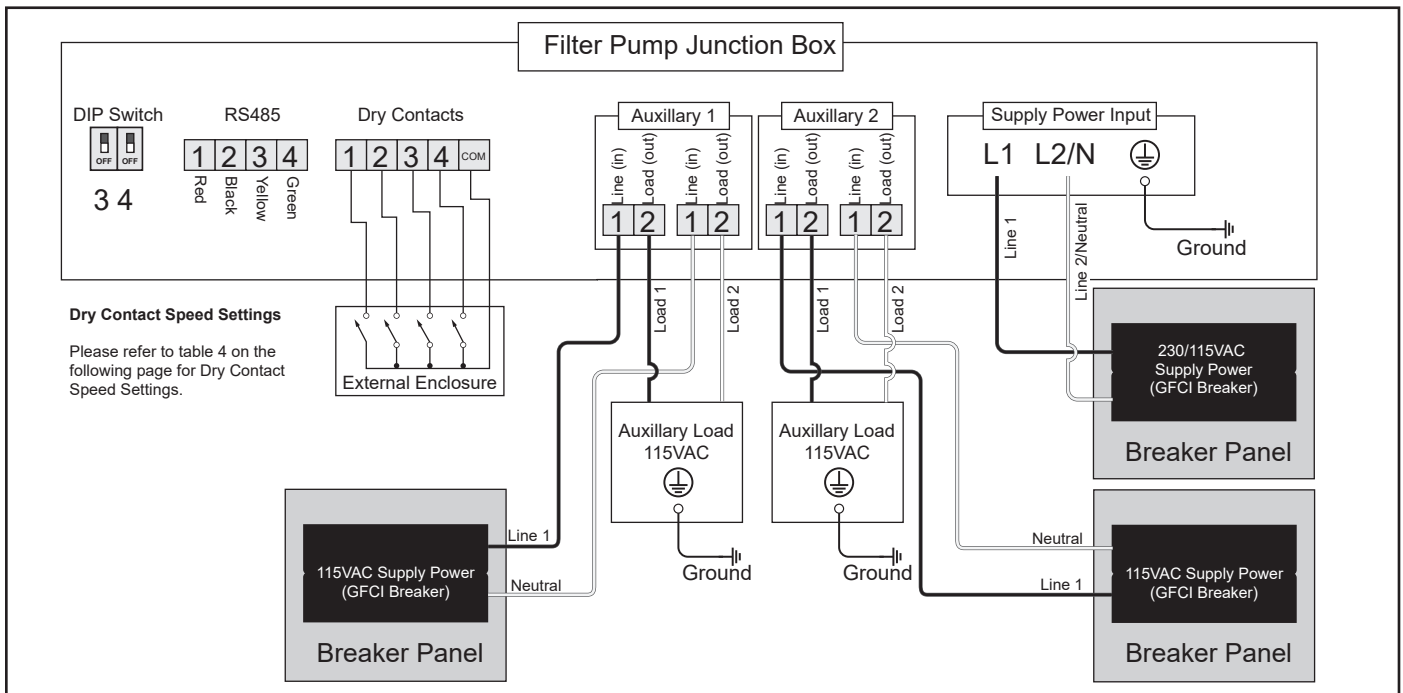 Filter Pump Junction Box
DIP Switch
OFF OFF
3 4
RS485
1 2 3 4
Red
Black
Yellow
Green
Dry Contacts
1 2 3 4 COM
External Enclosure
Auxillary 1
Line (in)
Load (out)
Line (in)
Load (out)
1 2 1 2
Load 1
Load 2
Auxillary 2
Line (in)
Load (out)
Line (in)
Load (out)
1 2 1 2
Load 1
Load 2
Supply Power Input
L1 L2/N
Line 1
Line 2/Neutral
Ground
Dry Contact Speed Settings
Please refer to table 4 on the
following page for Dry Contact
Speed Settings.
230/115VAC
Supply Power
(GFCI Breaker)
Breaker Panel
Auxillary Load
115VAC
Ground
Auxillary Load
115VAC
Ground
Line 1
Neutral
115VAC Supply Power
(GFCI Breaker)
Breaker Panel
Neutral
Line 1
115VAC Supply Power
(GFCI Breaker)
Breaker Panel